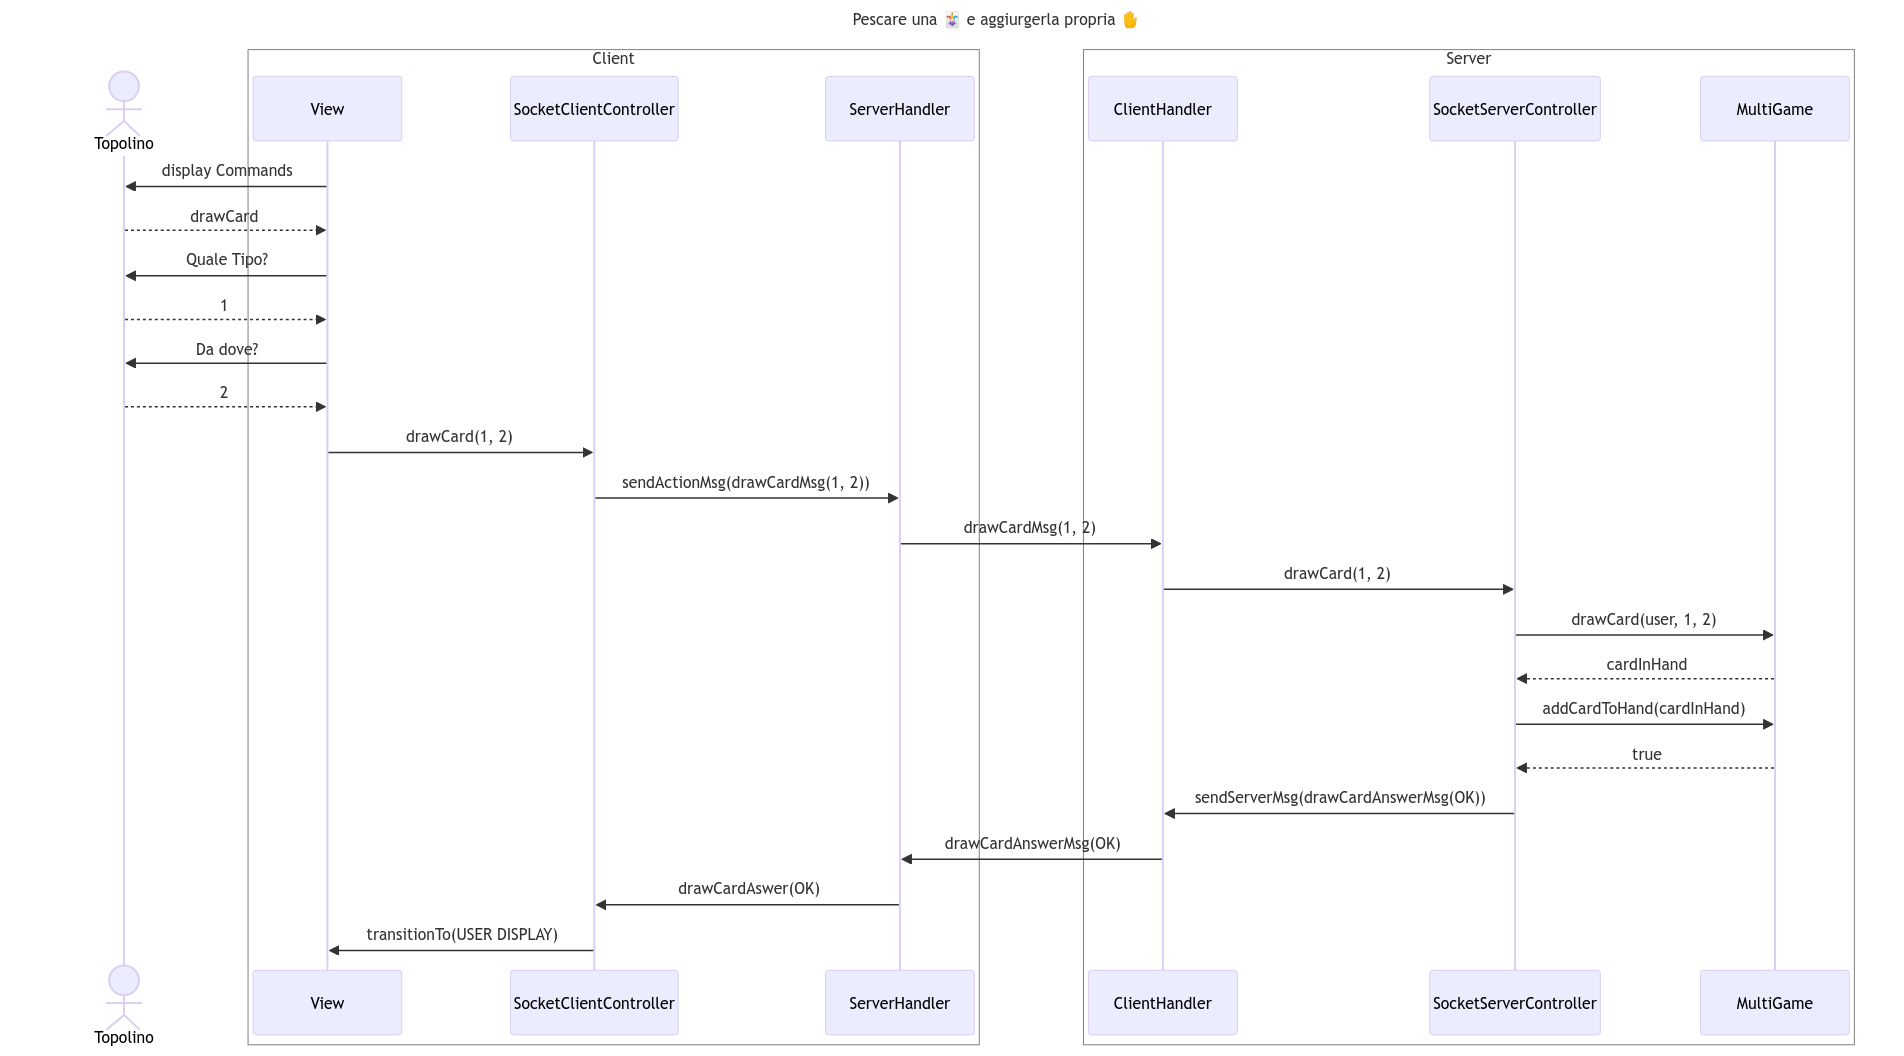 Pescare una 🃏 e aggiurgerla propria ✋
Client
Server
Topolino
View
SocketClientController
ServerHandler
ClientHandler
SocketServerController
MultiGame
display Commands
drawCard
Quale Tipo?
1
Da dove?
2
drawCard(1, 2)
sendActionMsg(drawCardMsg(1, 2))
drawCardMsg(1, 2)
drawCard(1, 2)
drawCard(user, 1, 2)
cardInHand
addCardToHand(cardInHand)
true
sendServerMsg(drawCardAnswerMsg(OK))
drawCardAnswerMsg(OK)
drawCardAswer(OK)
transitionTo(USER DISPLAY)
Topolino
View
SocketClientController
ServerHandler
ClientHandler
SocketServerController
MultiGame